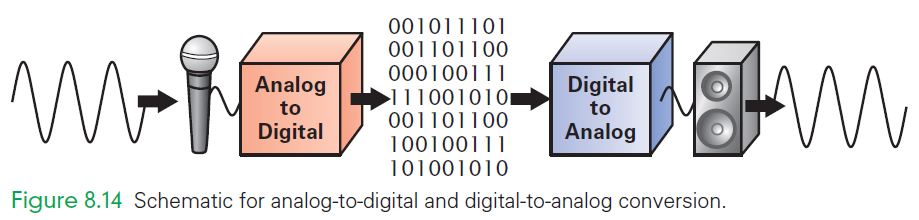 001011101
001101100
000100111
111001010
001101100
100100111
101001010
Analog
to
Digital
Digital
to
Analog
Figure 8.14 Schematic for analog-to-digital and digital-to-analog conversion.